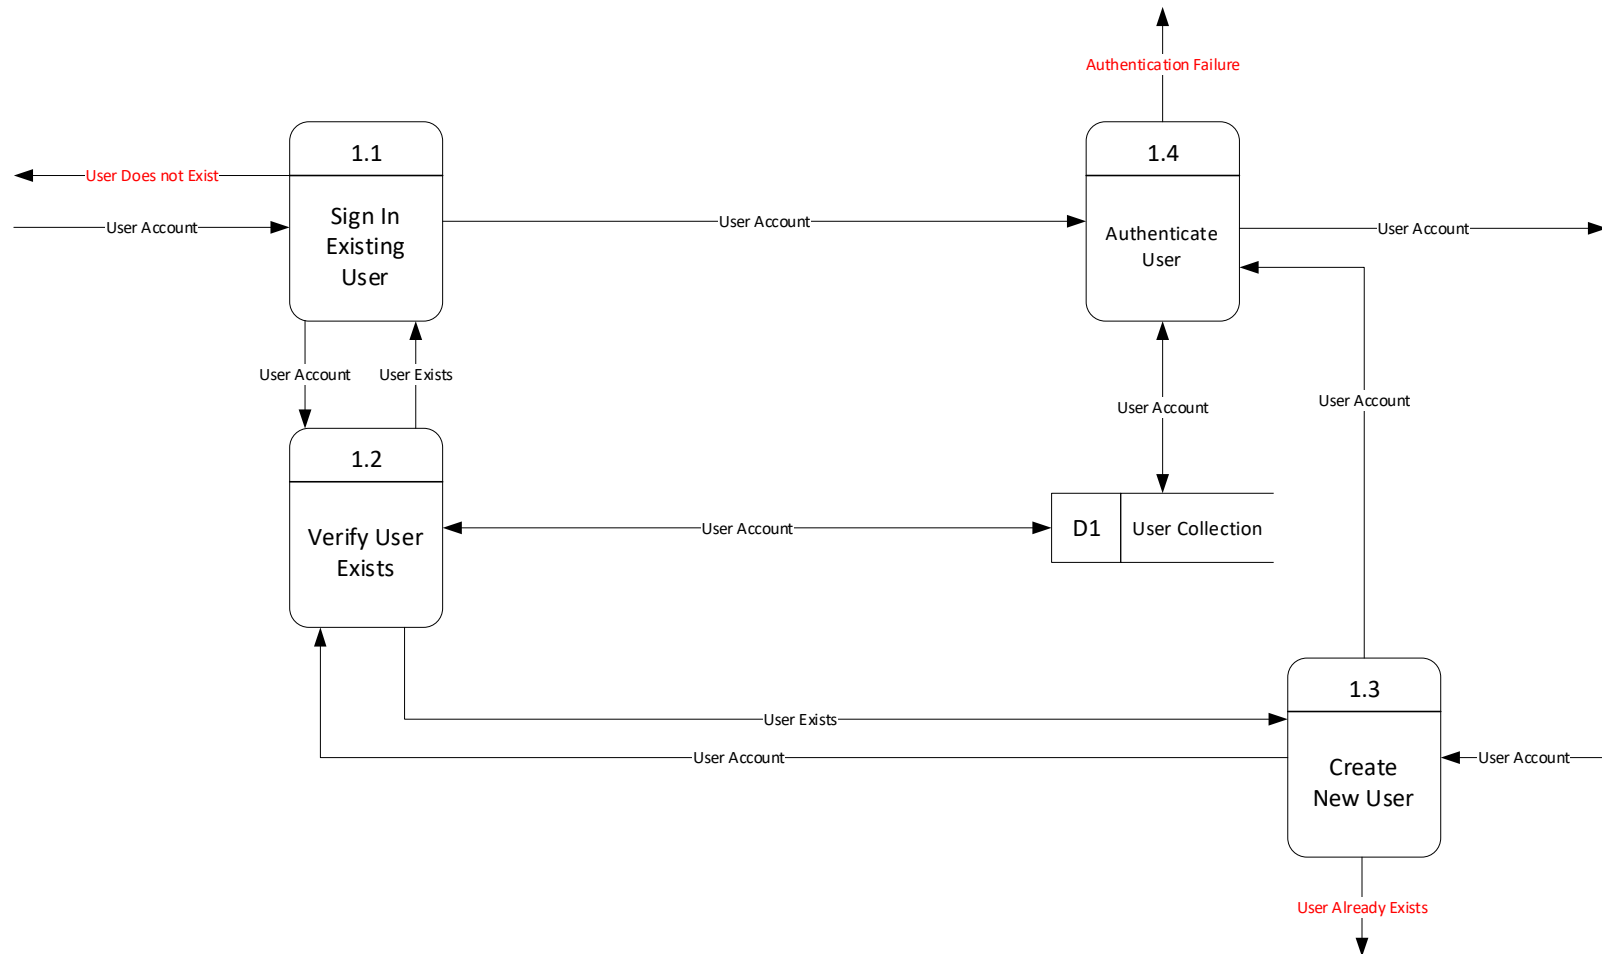 Authentication Failure
1.1
1.4
User Does not Exist
Sign In
Existing
User
User Account
User Account
Authenticate
User
User Account
User Account
User Exists
User Account
User Account
1.2
Verify User
Exists
User Account
D1
User Collection
1.3
User Exists
User Account
Create
New User
User Account
User Already Exists